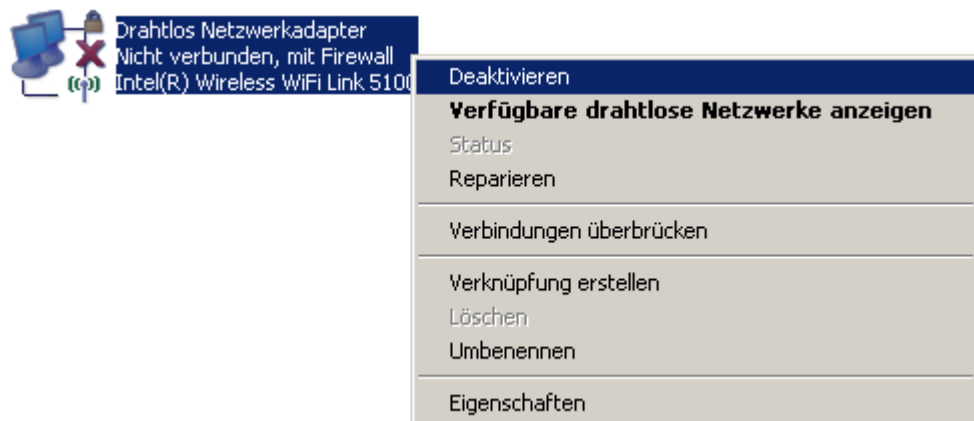 Drahtlos Netzwerkadapter
Nicht verbunden, mit Firewall
Intel(R) Wireless WiFi Link 510
Deaktivieren
Verfügbare drahtlose Netzwerke anzeigen
Status
Reparieren
Verbindungen überbrücken
Verknüpfung erstellen
Löschen
Umbenennen
Eigenschaften